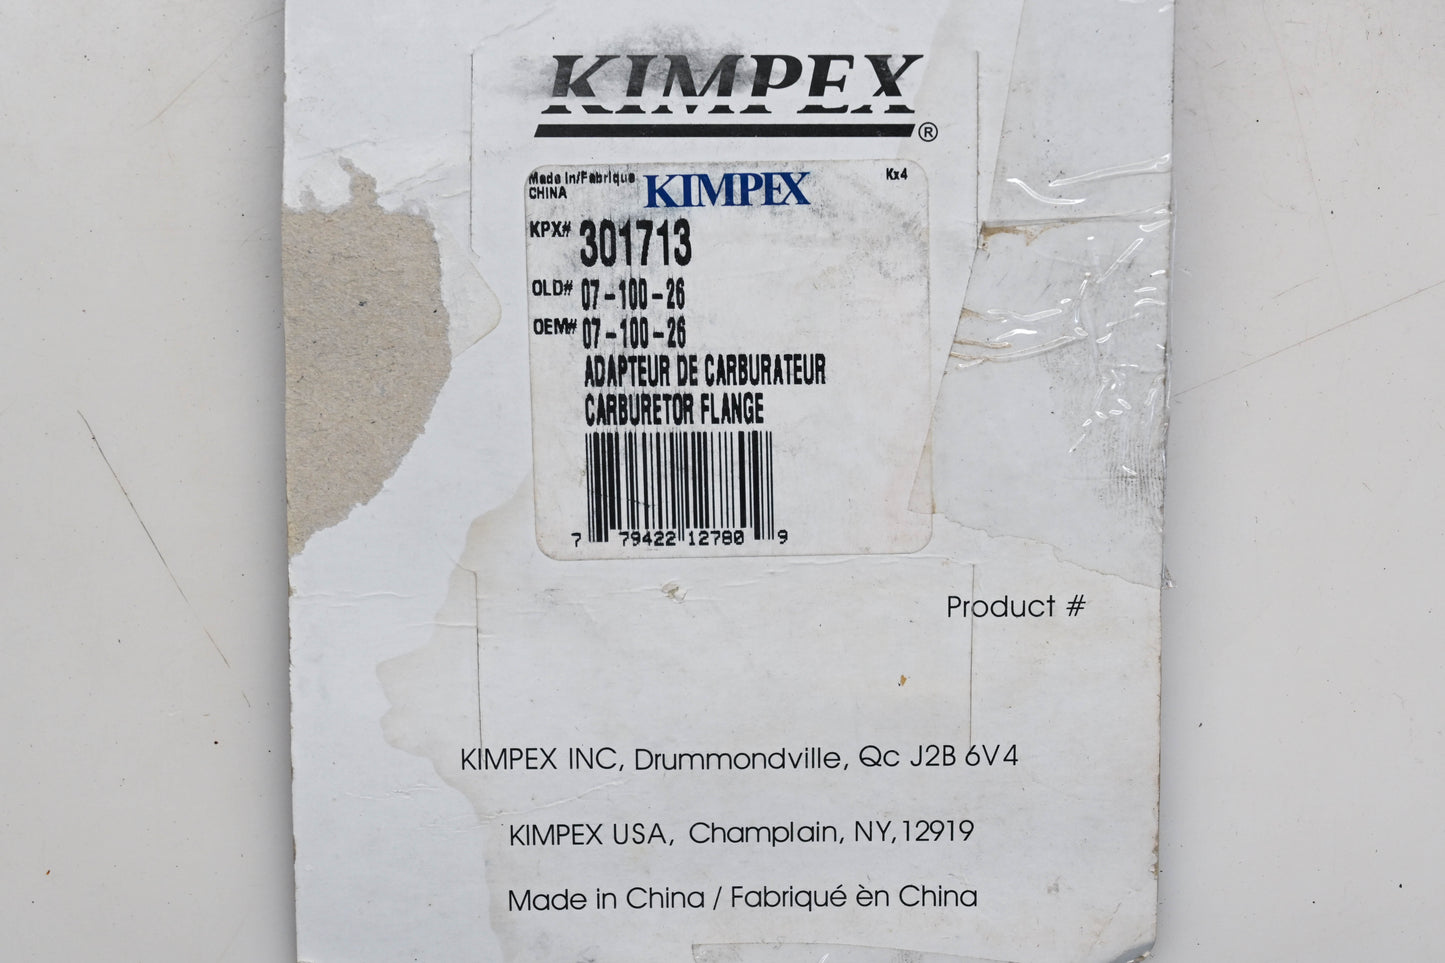 KIMPEX
®
Made in/Fabrique
CHINA
KIMPEX
Kx4
KPX# 301713
OLD# 07-100-26
OEM# 07-100-26
ADAPTEUR DE CARBURATEUR
CARBURETOR FLANGE
7 79422 12780 9
Product #
KIMPEX INC, Drummondville, Qc J2B 6V4
KIMPEX USA, Champlain, NY, 12919
Made in China / Fabriqué èn China